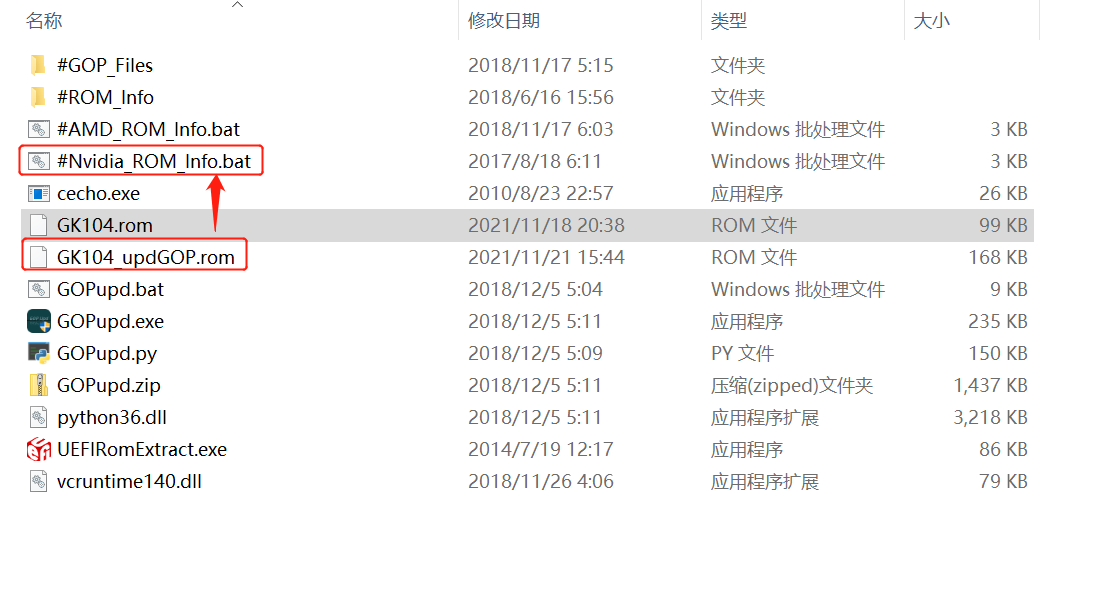 名称 修改日期 类型 大小
#GOP_Files 2018/11/17 5:15 文件夹
#ROM_Info 2018/6/16 15:56 文件夹
#AMD_ROM_Info.bat 2018/11/17 6:03 Windows 批处理文件 3 KB
#Nvidia_ROM_Info.bat 2017/8/18 6:11 Windows 批处理文件 3 KB
cecho.exe 2010/8/23 22:57 应用程序 26 KB
GK104.rom 2021/11/18 20:38 ROM 文件 99 KB
GK104_updGOP.rom 2021/11/21 15:44 ROM 文件 168 KB
GOPupd.bat 2018/12/5 5:04 Windows 批处理文件 9 KB
GOPupd.exe 2018/12/5 5:11 应用程序 235 KB
GOPupd.py 2018/12/5 5:09 PY 文件 150 KB
GOPupd.zip 2018/12/5 5:11 压缩(zipped)文件夹 1,437 KB
python36.dll 2018/12/5 5:11 应用程序扩展 3,218 KB
UEFIRomExtract.exe 2014/7/19 12:17 应用程序 86 KB
vcruntime140.dll 2018/11/26 4:06 应用程序扩展 79 KB